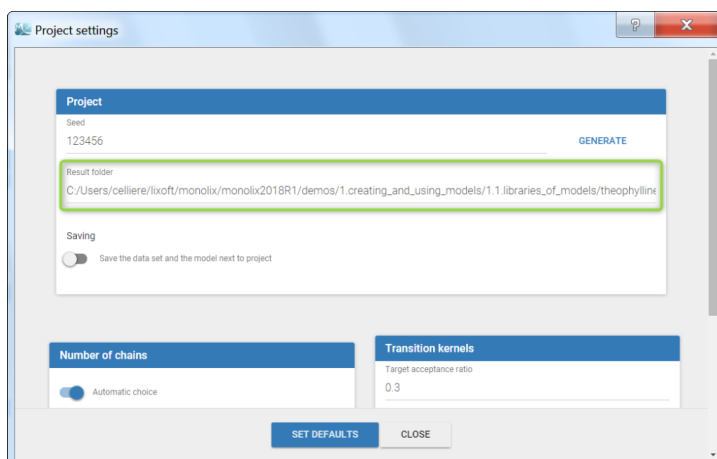 Project settings
Project
Seed
123456
GENERATE
Result folder
C:/Users/celliere/lixoft/monolix/monolix2018R1/demos/1.creating_and_using_models/1.1.libraries_of_models/theophylline
Saving
Save the data set and the model next to project
Number of chains
Automatic choice
Transition kernels
Target acceptance ratio
0.3
SET DEFAULTS
CLOSE